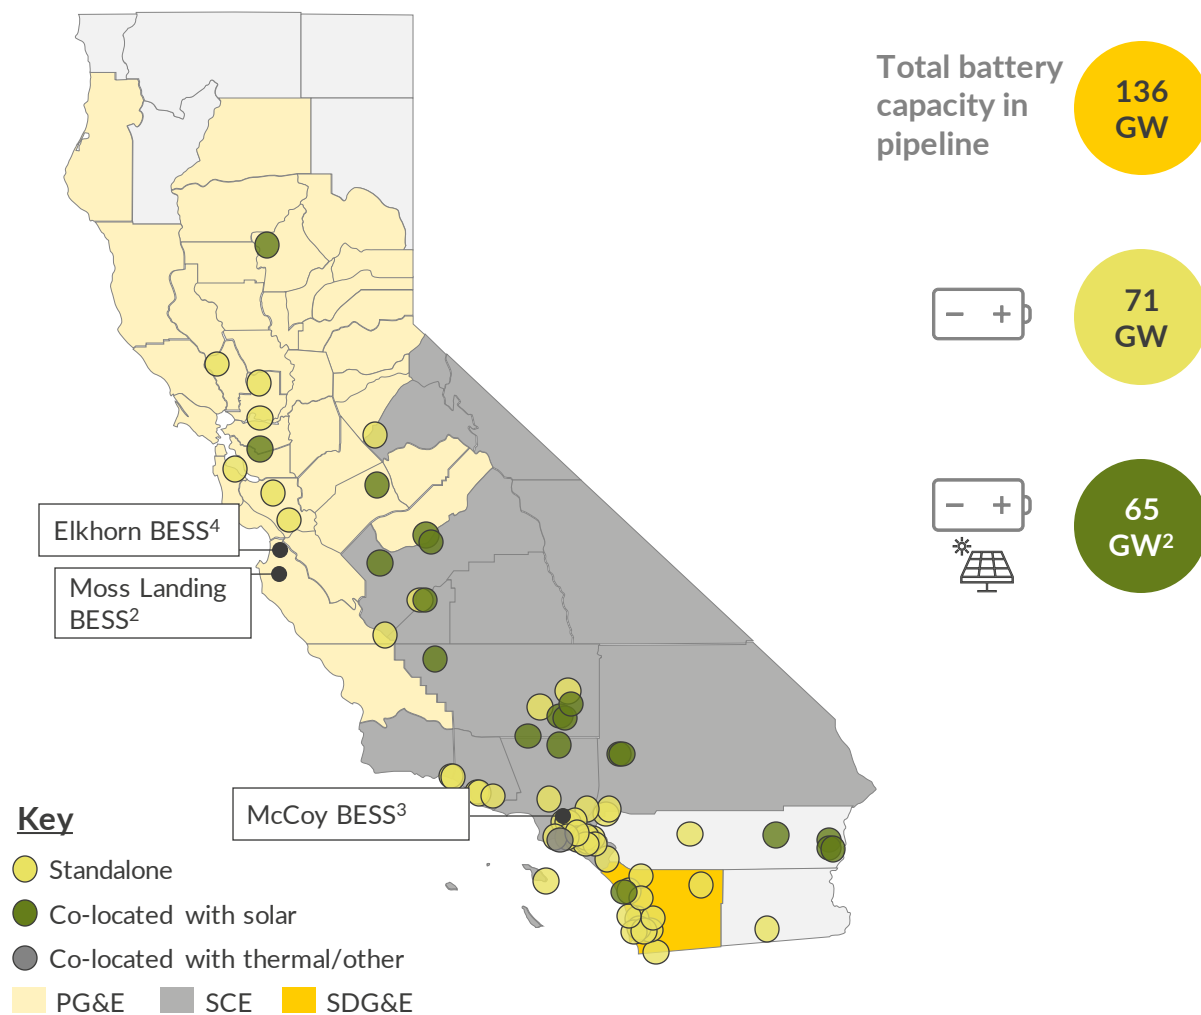 Total battery
capacity in
pipeline
136
GW
71
GW
65
GW²
Elkhorn BESS⁴
Moss Landing
BESS²
McCoy BESS³
Key
Standalone
Co-located with solar
Co-located with thermal/other
PG&E
SCE
SDG&E